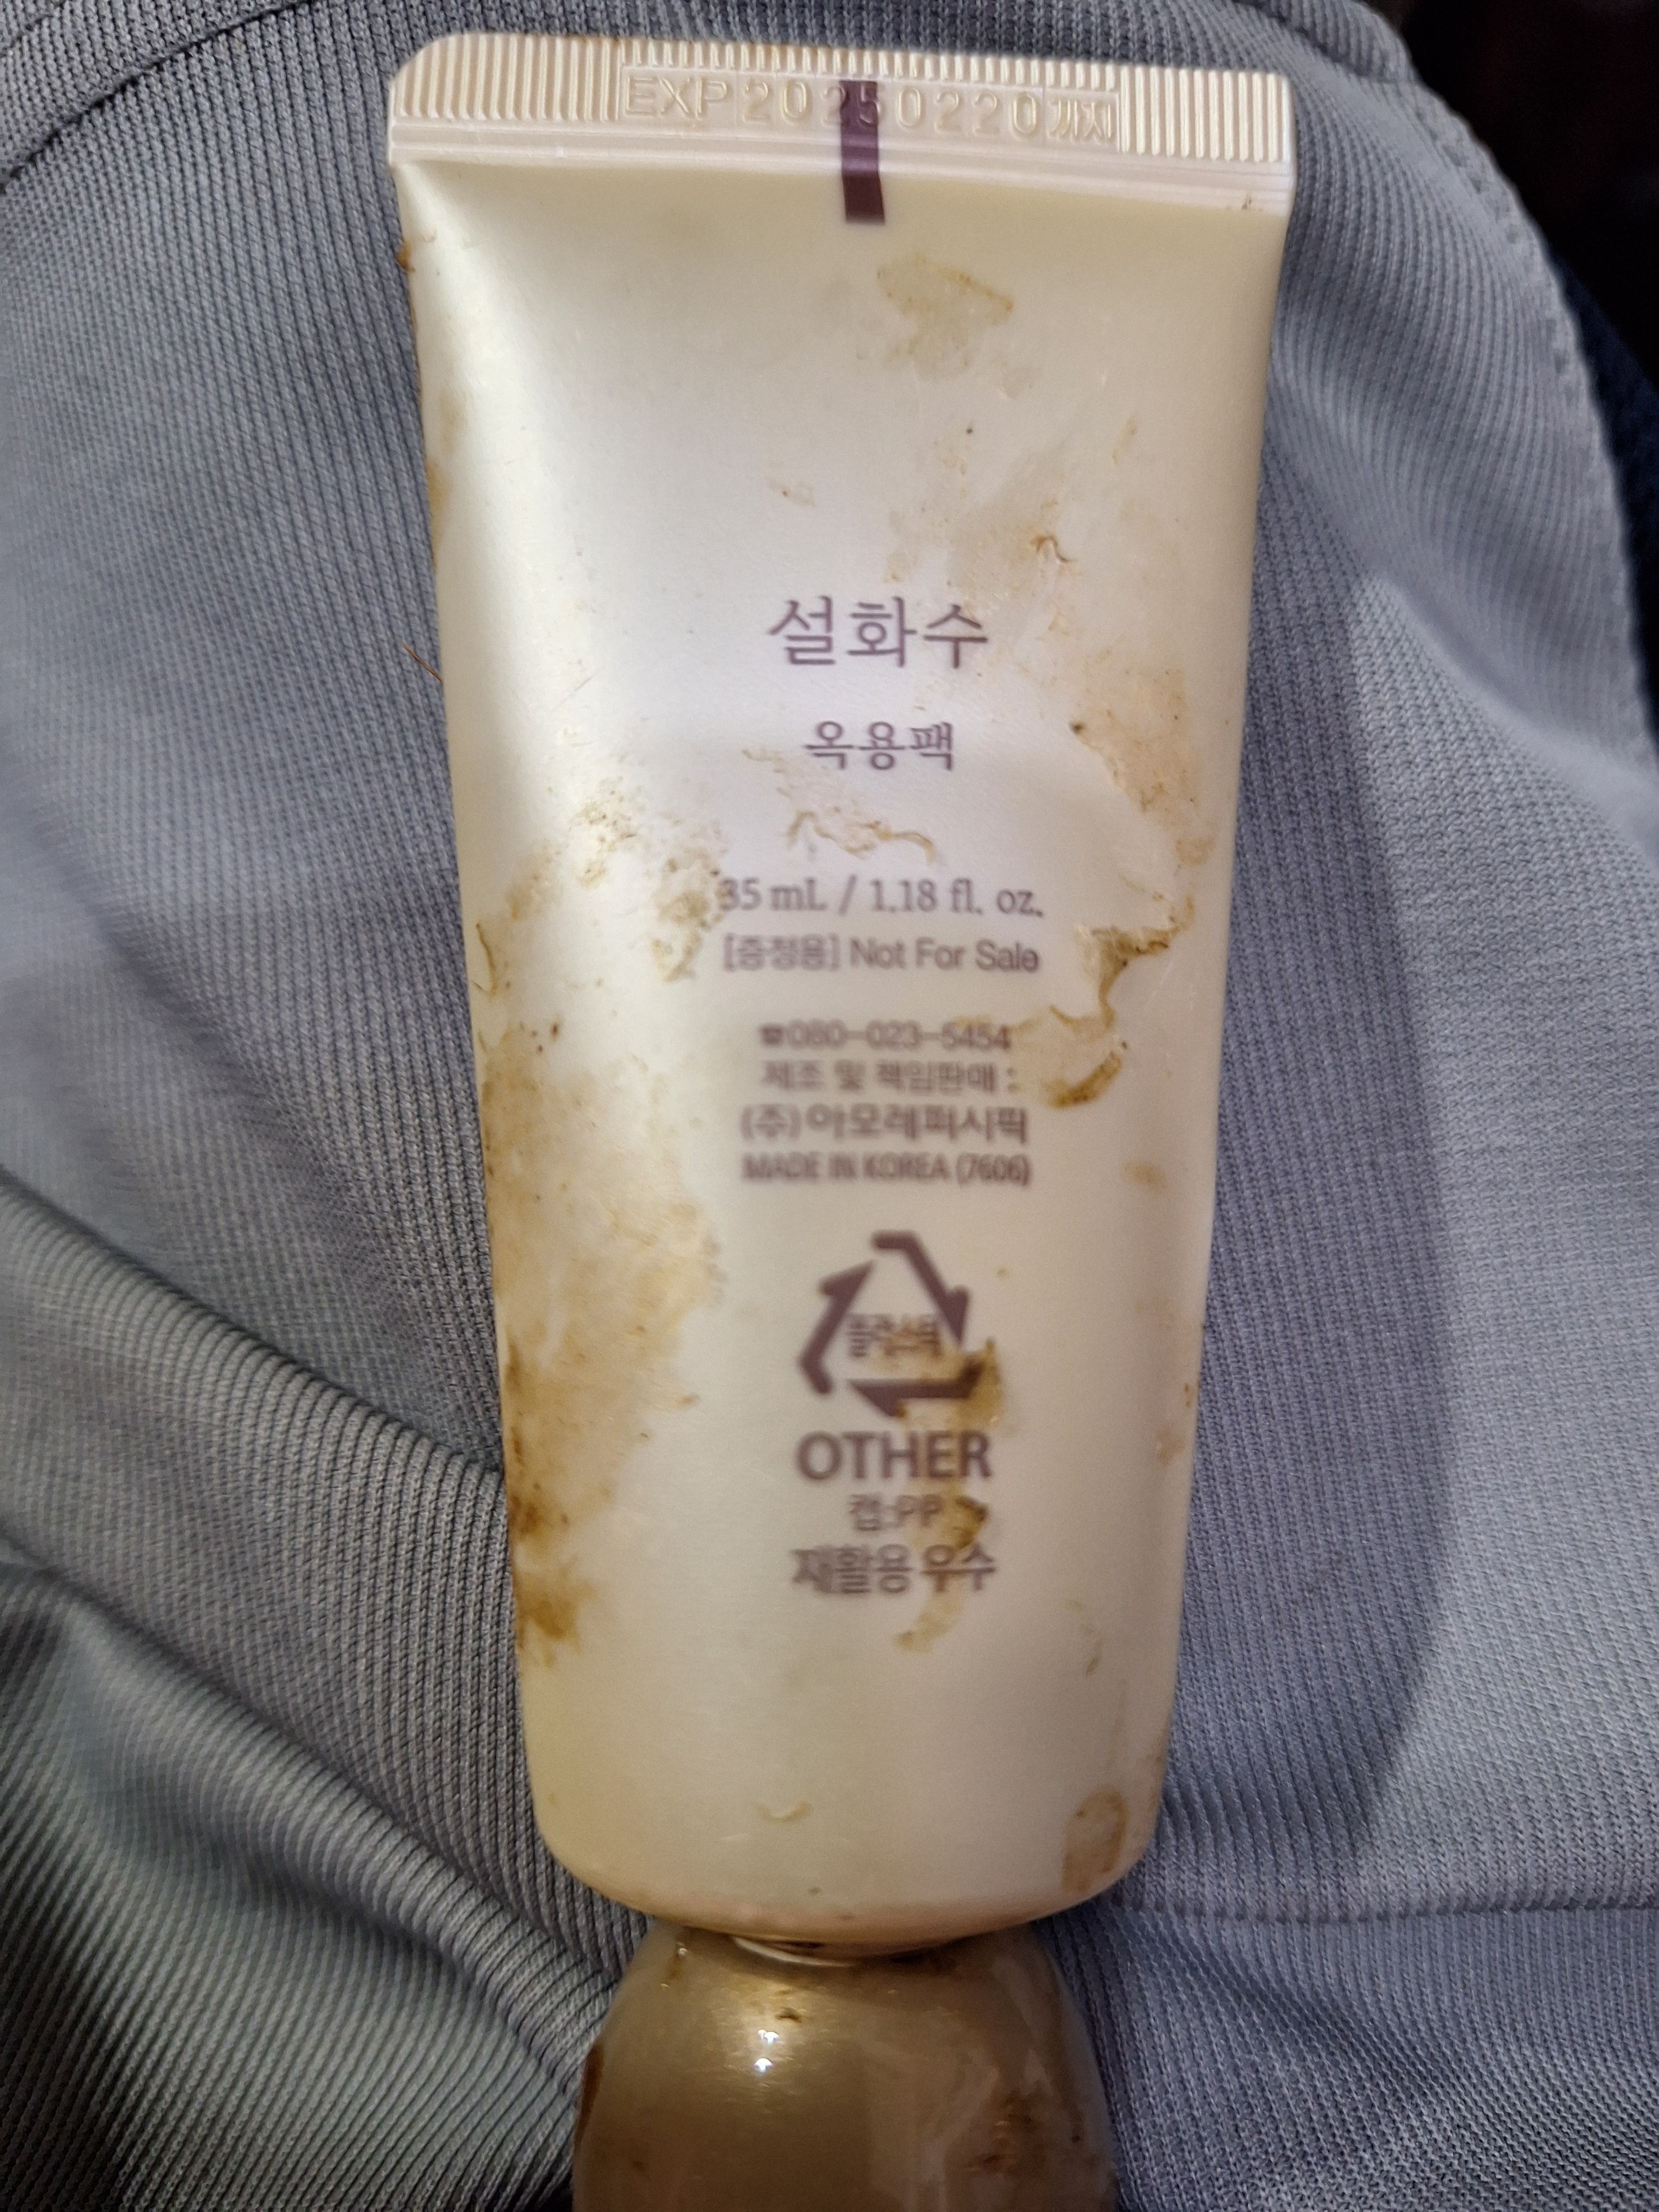 EXP 20250220까지
설화수
옥용팩
35 mL / 1.18 fl. oz.
[증정용] Not For Sale
☎080-023-5454
제조 및 책임판매 :
(주)아모레퍼시픽
MADE IN KOREA (7606)
플라스틱
OTHER
캡:PP
재활용 우수